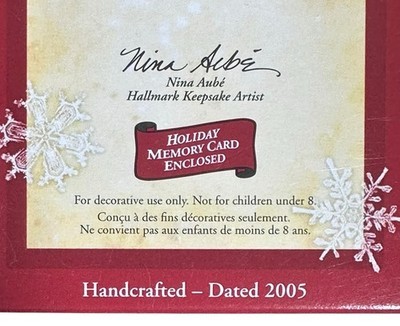 Nina Aubé
Nina Aubé
Hallmark Keepsake Artist
HOLIDAY
MEMORY CARD
ENCLOSED
For decorative use only. Not for children under 8.
Conçu à des fins décoratives seulement.
Ne convient pas aux enfants de moins de 8 ans.
Handcrafted – Dated 2005